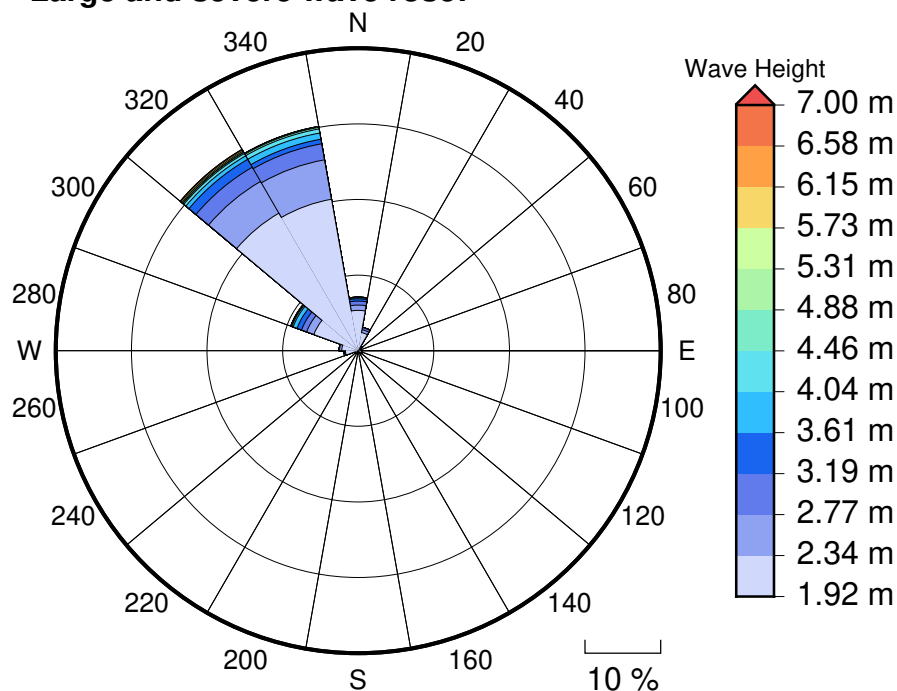 N
340
20
320
40
300
60
280
80
W
E
260
100
240
120
220
140
200
160
S
10 %
Wave Height
7.00 m
6.58 m
6.15 m
5.73 m
5.31 m
4.88 m
4.46 m
4.04 m
3.61 m
3.19 m
2.77 m
2.34 m
1.92 m